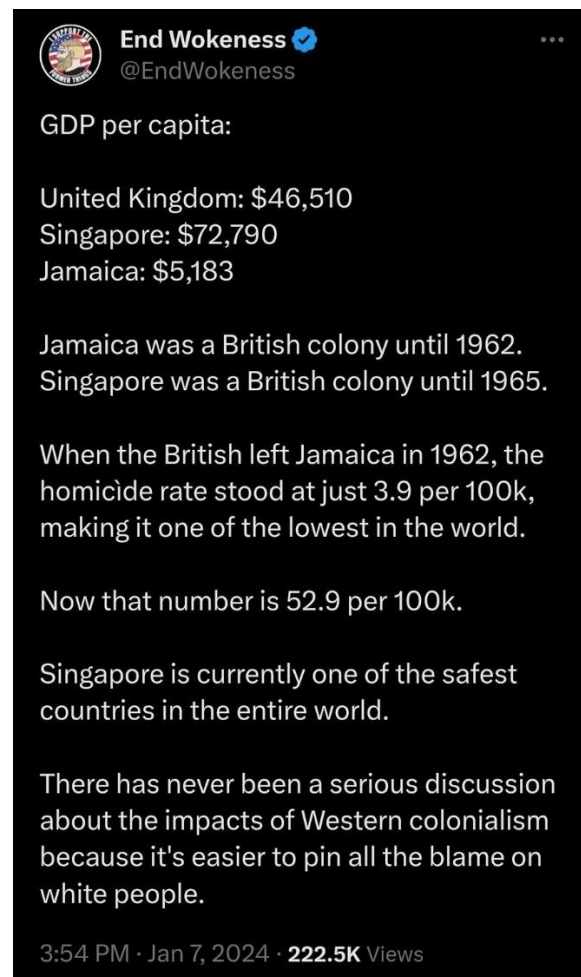 I SUPPORT THE
FORMER THINGS
End Wokeness
@EndWokeness
GDP per capita:
United Kingdom: $46,510
Singapore: $72,790
Jamaica: $5,183
Jamaica was a British colony until 1962.
Singapore was a British colony until 1965.
When the British left Jamaica in 1962, the
homicìde rate stood at just 3.9 per 100k,
making it one of the lowest in the world.
Now that number is 52.9 per 100k.
Singapore is currently one of the safest
countries in the entire world.
There has never been a serious discussion
about the impacts of Western colonialism
because it's easier to pin all the blame on
white people.
3:54 PM · Jan 7, 2024 · 222.5K Views